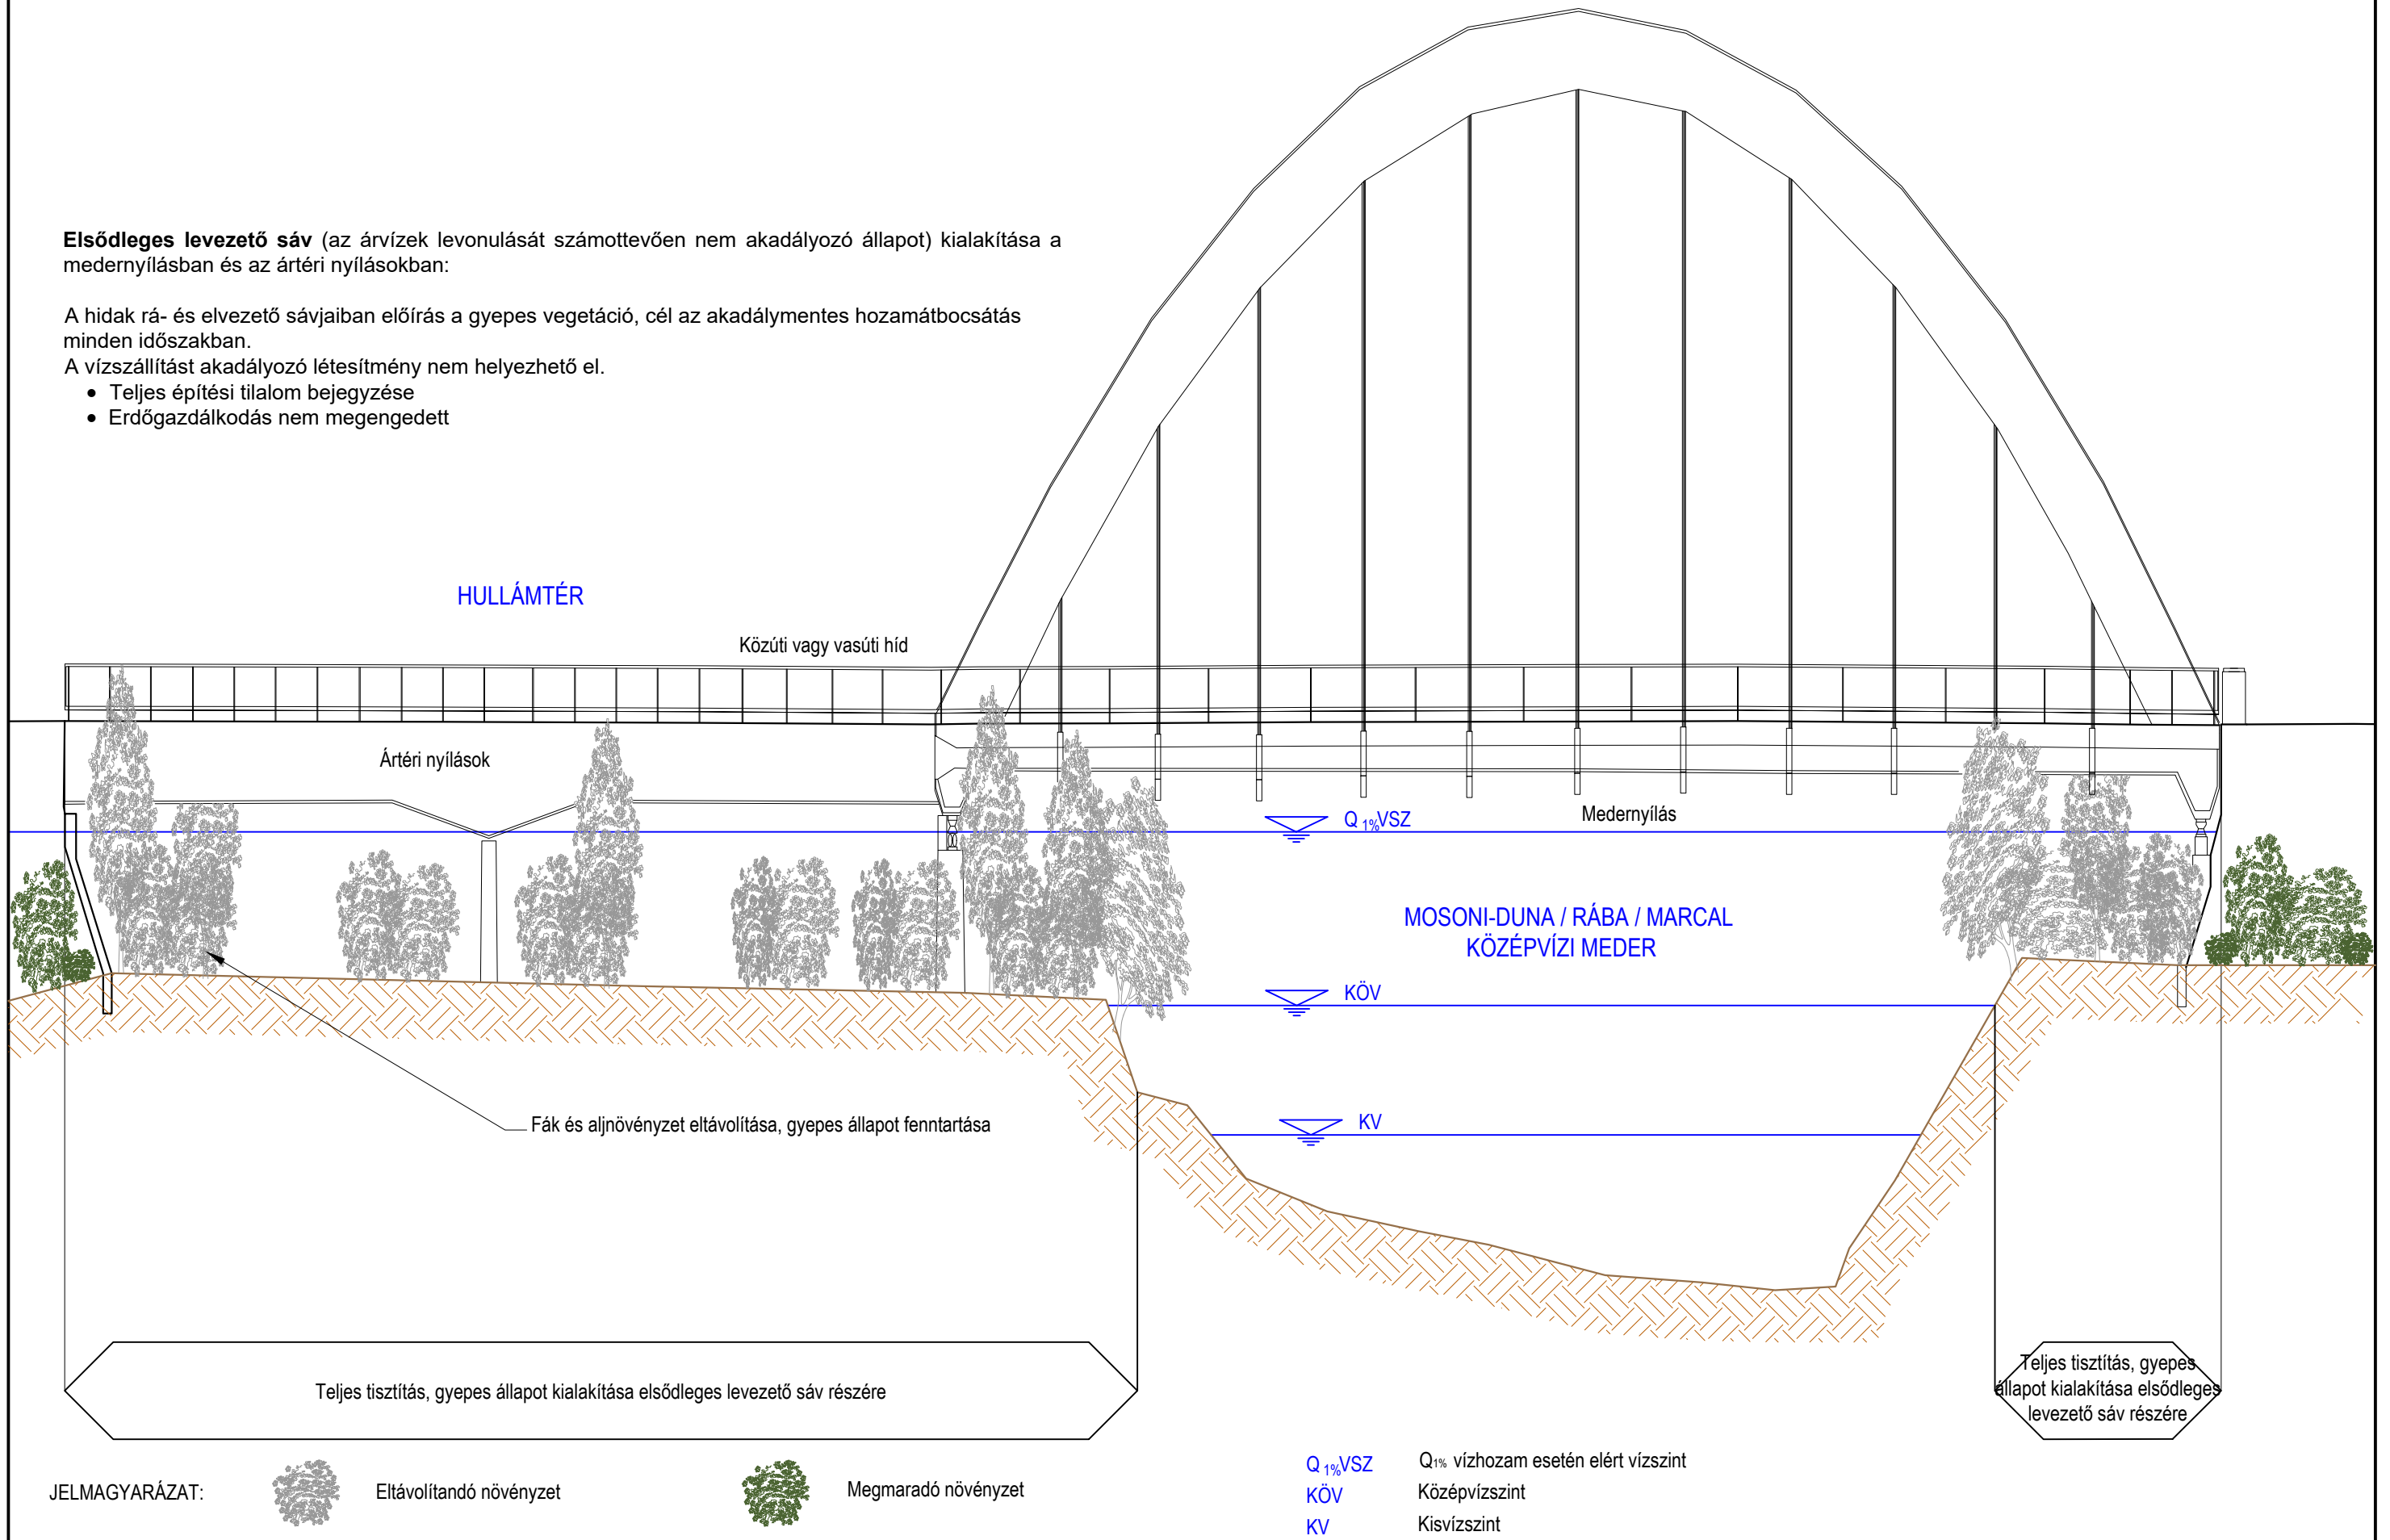 Elsődleges levezető sáv (az árvízek levonulását számottevően nem akadályozó állapot) kialakítása a
medernyílásban és az ártéri nyílásokban:
A hidak rá- és elvezető sávjaiban előírás a gyepes vegetáció, cél az akadálymentes hozamátbocsátás
minden időszakban.
A vízszállítást akadályozó létesítmény nem helyezhető el.
• Teljes építési tilalom bejegyzése
• Erdőgazdálkodás nem megengedett
HULLÁMTÉR
Közúti vagy vasúti híd
Ártéri nyílások
Q 1%VSZ
Medernyílás
MOSONI-DUNA / RÁBA / MARCAL
KÖZÉPVÍZI MEDER
KÖV
KV
Fák és aljnövényzet eltávolítása, gyepes állapot fenntartása
Teljes tisztítás, gyepes állapot kialakítása elsődleges levezető sáv részére
Teljes tisztítás, gyepes
állapot kialakítása elsődleges
levezető sáv részére
JELMAGYARÁZAT:
Eltávolítandó növényzet
Megmaradó növényzet
Q 1%VSZ Q1% vízhozam esetén elért vízszint
KÖV Középvízszint
KV Kisvízszint